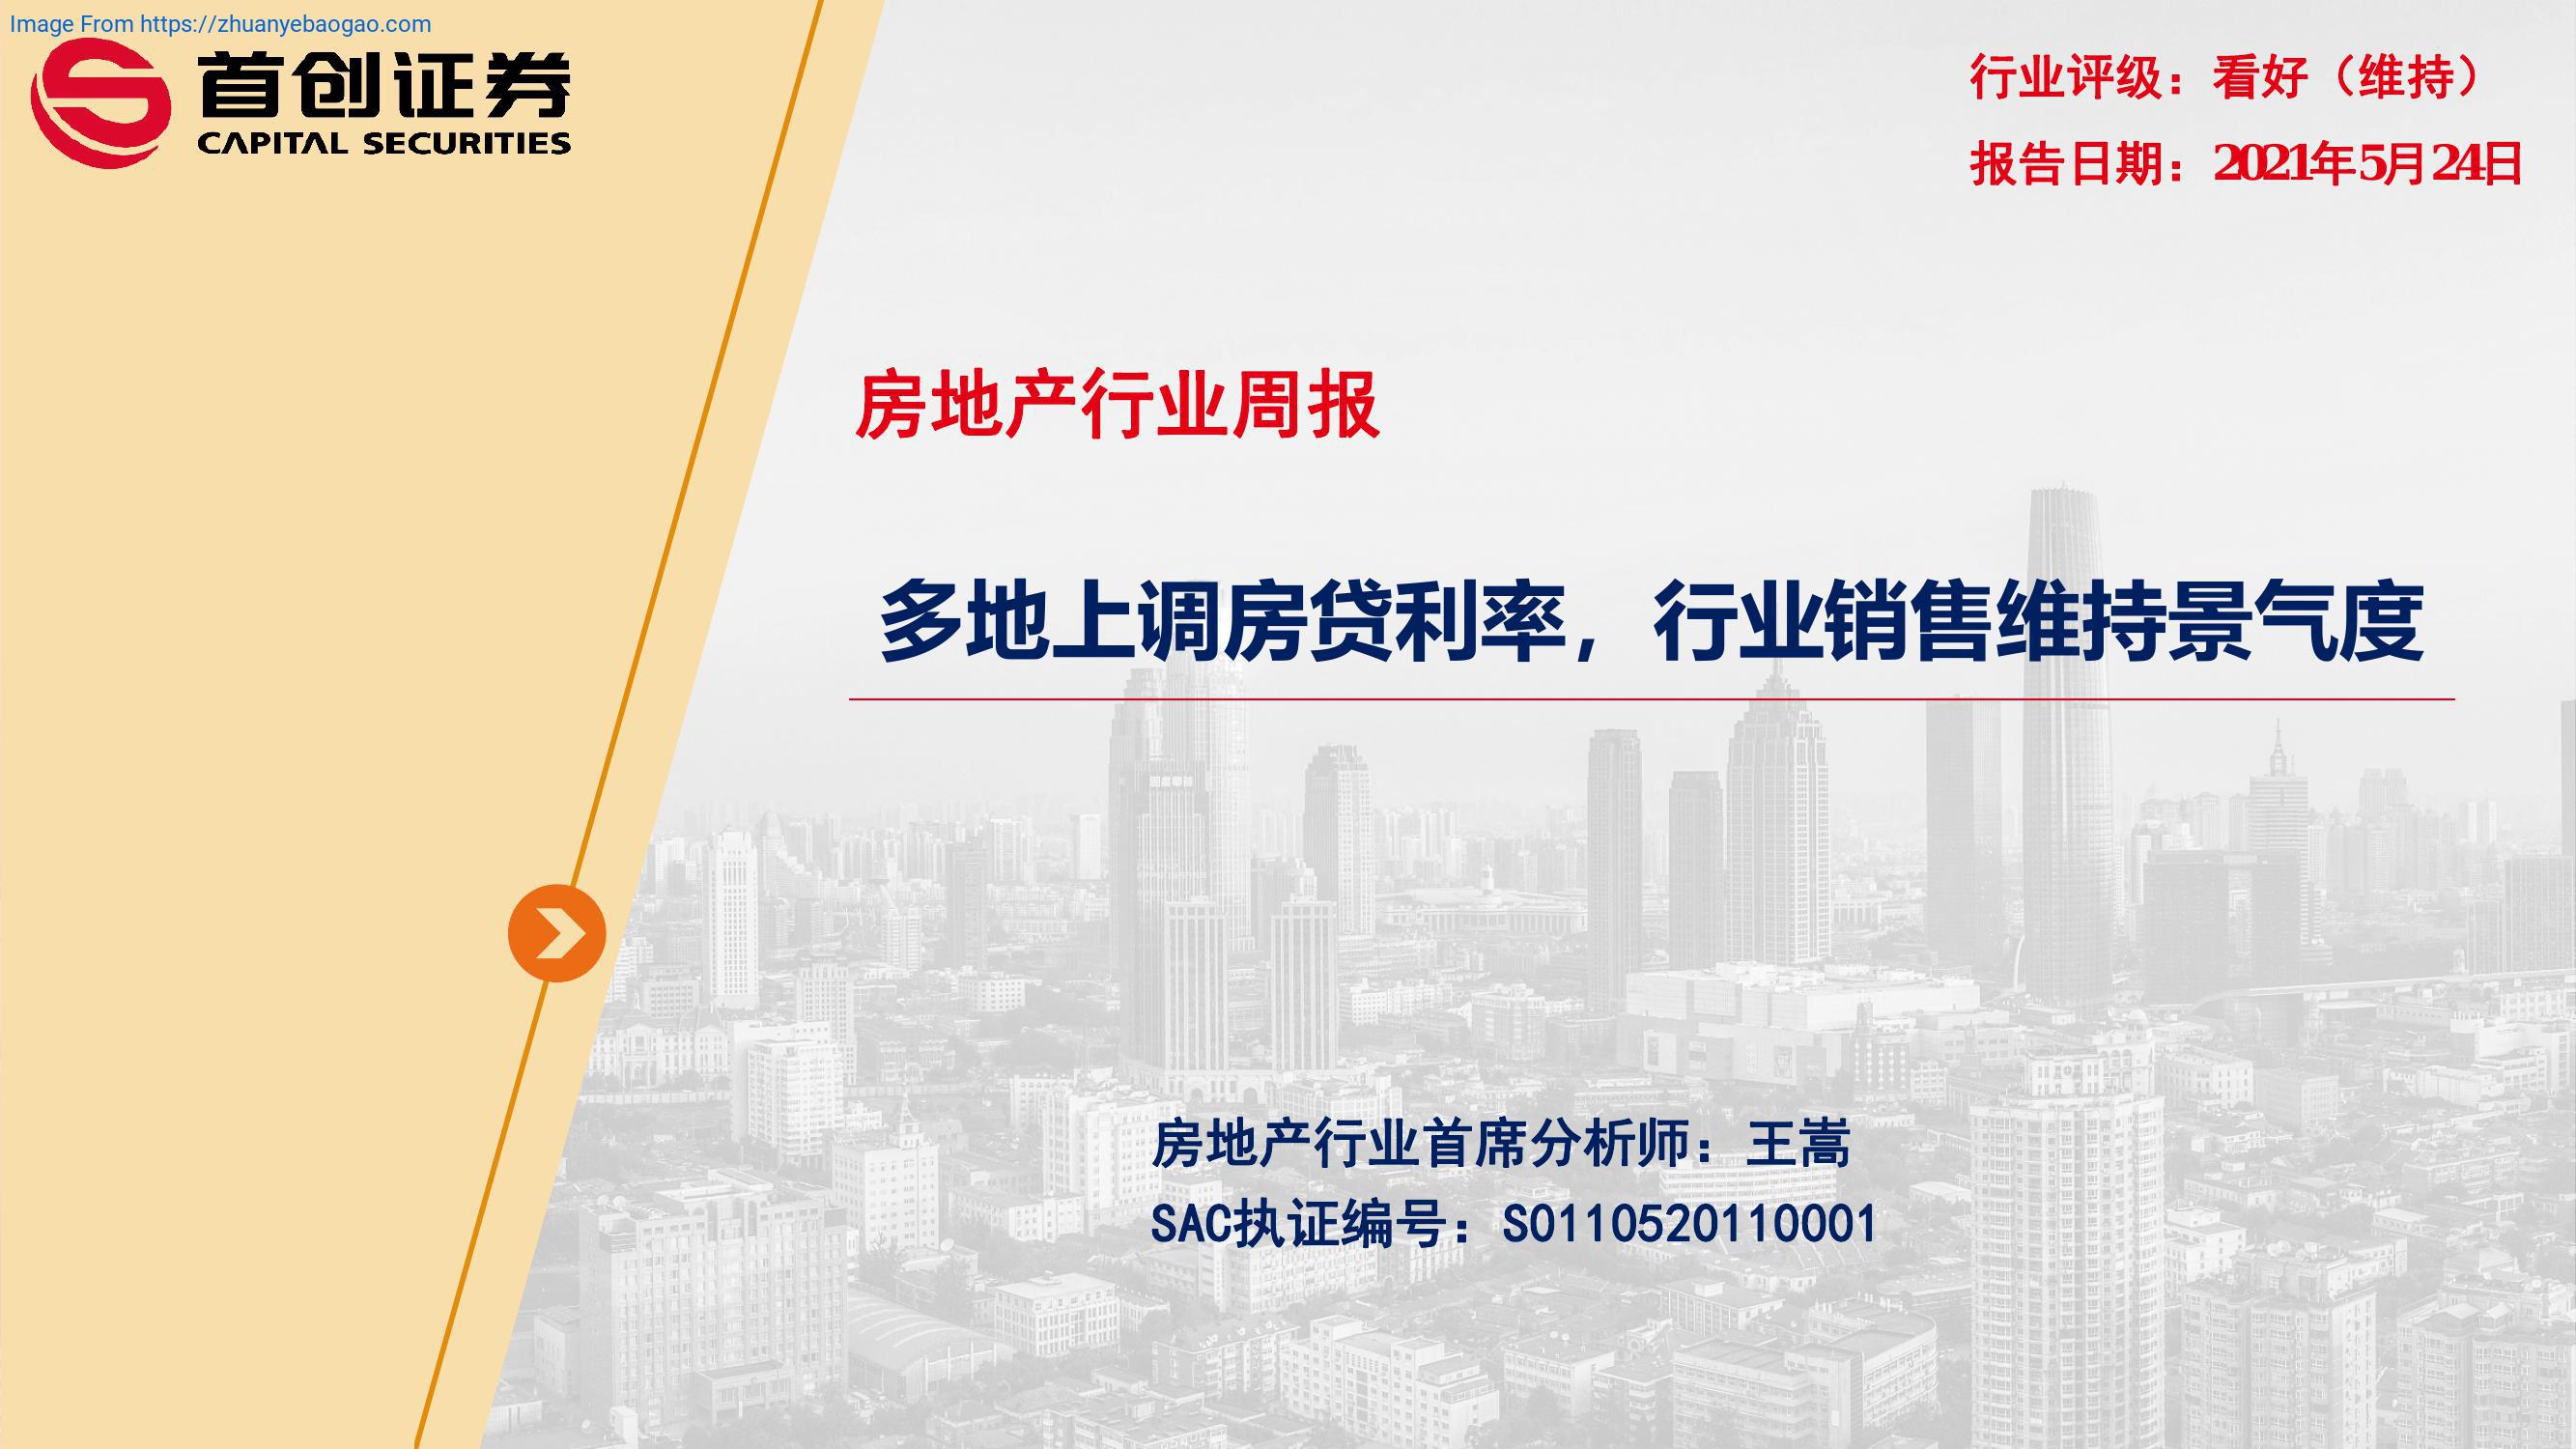 Image From https://zhuanyebaogao.com
首创证券
CAPITAL SECURITIES
行业评级：看好（维持）
报告日期：2021年5月24日
房地产行业周报
多地上调房贷利率，行业销售维持景气度
房地产行业首席分析师：王嵩
SAC执证编号：S0110520110001